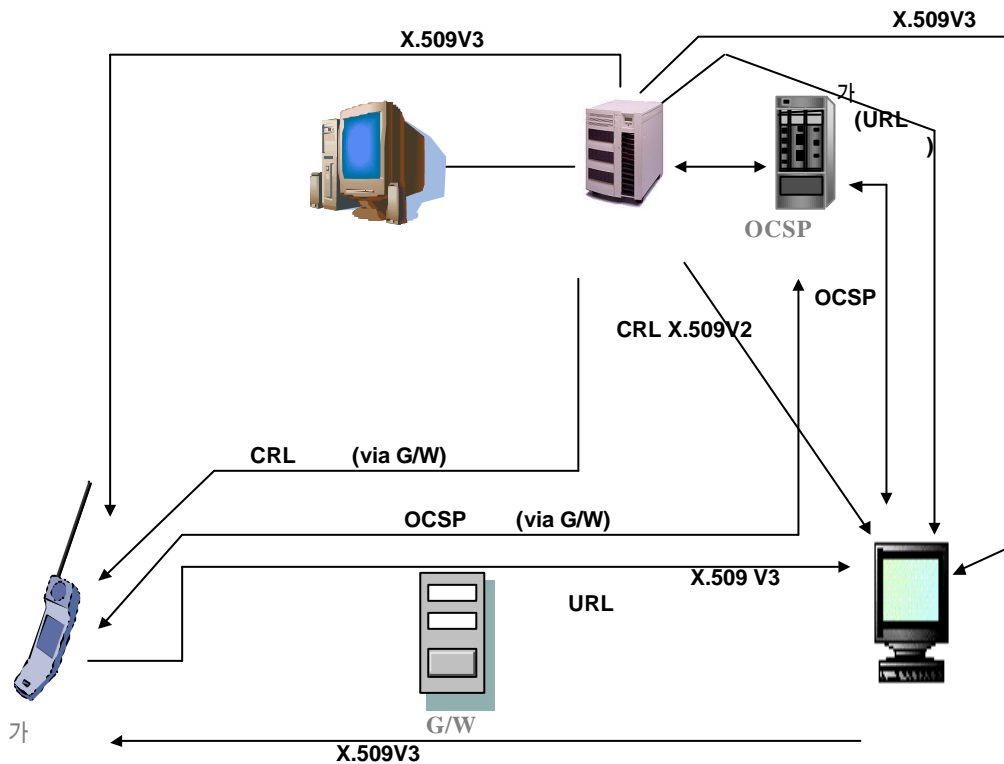 X.509V3
X.509V3
가
(URL
)
OCSP
OCSP
CRL X.509V2
CRL (via G/W)
OCSP (via G/W)
X.509 V3
URL
G/W
가
X.509V3